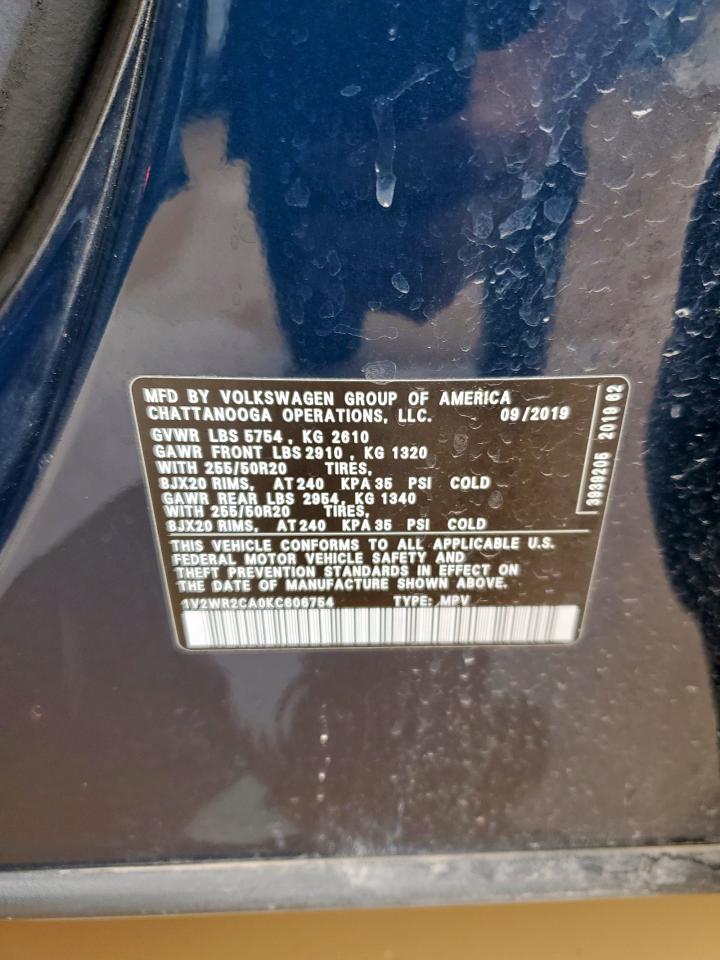 MFD BY VOLKSWAGEN GROUP OF AMERICA
CHATTANOOGA OPERATIONS, LLC. 09/2019
GVWR LBS 5754 , KG 2610
GAWR FRONT LBS 2910 , KG 1320
WITH 255/50R20 TIRES,
8JX20 RIMS, AT 240 KPA 35 PSI COLD
GAWR REAR LBS 2954, KG 1340
WITH 255/50R20 TIRES,
8JX20 RIMS, AT 240 KPA 35 PSI COLD
THIS VEHICLE CONFORMS TO ALL APPLICABLE U.S.
FEDERAL MOTOR VEHICLE SAFETY AND
THEFT PREVENTION STANDARDS IN EFFECT ON
THE DATE OF MANUFACTURE SHOWN ABOVE.
1V2WR2CA0KC606754 TYPE: MPV
3939205 2019 62